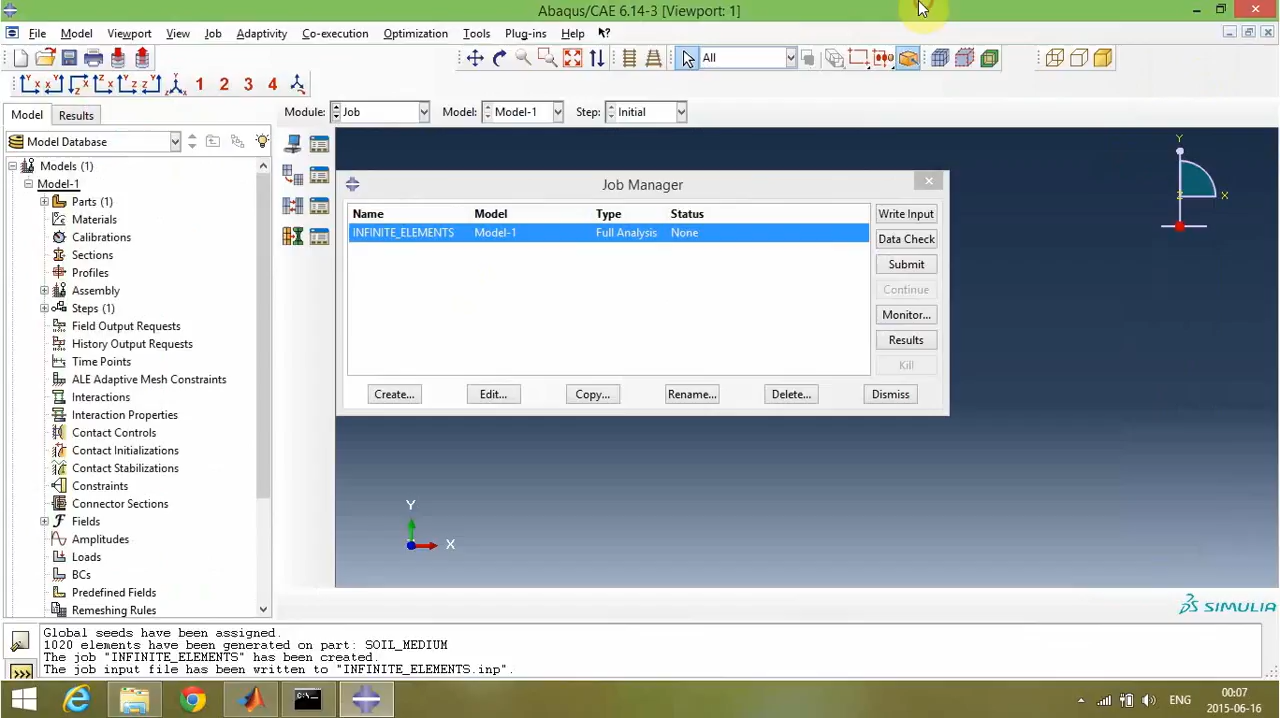 Abaqus/CAE 6.14-3 [Viewport: 1]
File Model Viewport View Job Adaptivity Co-execution Optimization Tools Plug-ins Help
All
1 2 3 4
Model Results
Module: Job Model: Model-1 Step: Initial
Model Database
Models (1)
Model-1
Parts (1)
Materials
Calibrations
Sections
Profiles
Assembly
Steps (1)
Field Output Requests
History Output Requests
Time Points
ALE Adaptive Mesh Constraints
Interactions
Interaction Properties
Contact Controls
Contact Initializations
Contact Stabilizations
Constraints
Connector Sections
Fields
Amplitudes
Loads
BCs
Predefined Fields
Remeshing Rules
Job Manager
Name Model Type Status
INFINITE_ELEMENTS Model-1 Full Analysis None
Write Input
Data Check
Submit
Continue
Monitor...
Results
Kill
Create... Edit... Copy... Rename... Delete... Dismiss
Y
Z X
Y
X
SIMULIA
Global seeds have been assigned.
1020 elements have been generated on part: SOIL_MEDIUM
The job "INFINITE_ELEMENTS" has been created.
The job input file has been written to "INFINITE_ELEMENTS.inp".
>>>
ENG
00:07
2015-06-16